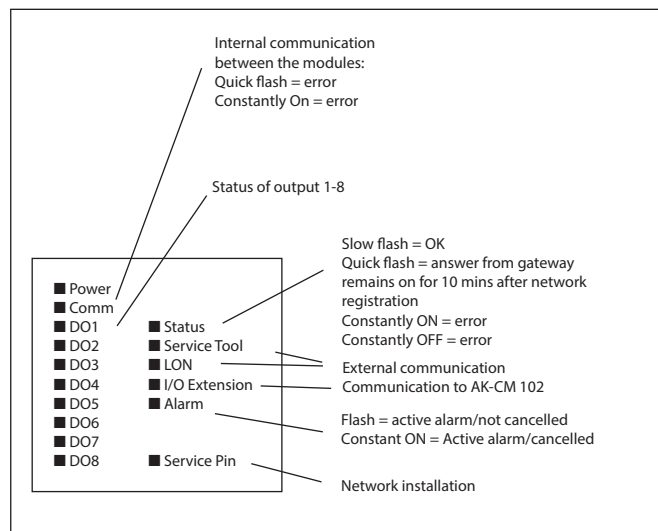 Internal communication
between the modules:
Quick flash = error
Constantly On = error
Status of output 1-8
Slow flash = OK
Quick flash = answer from gateway
remains on for 10 mins after network
registration
Constantly ON = error
Constantly OFF = error
External communication
Communication to AK-CM 102
Flash = active alarm/not cancelled
Constant ON = Active alarm/cancelled
Network installation
Power
Comm
DO1
DO2
DO3
DO4
DO5
DO6
DO7
DO8
Status
Service Tool
LON
I/O Extension
Alarm
Service Pin